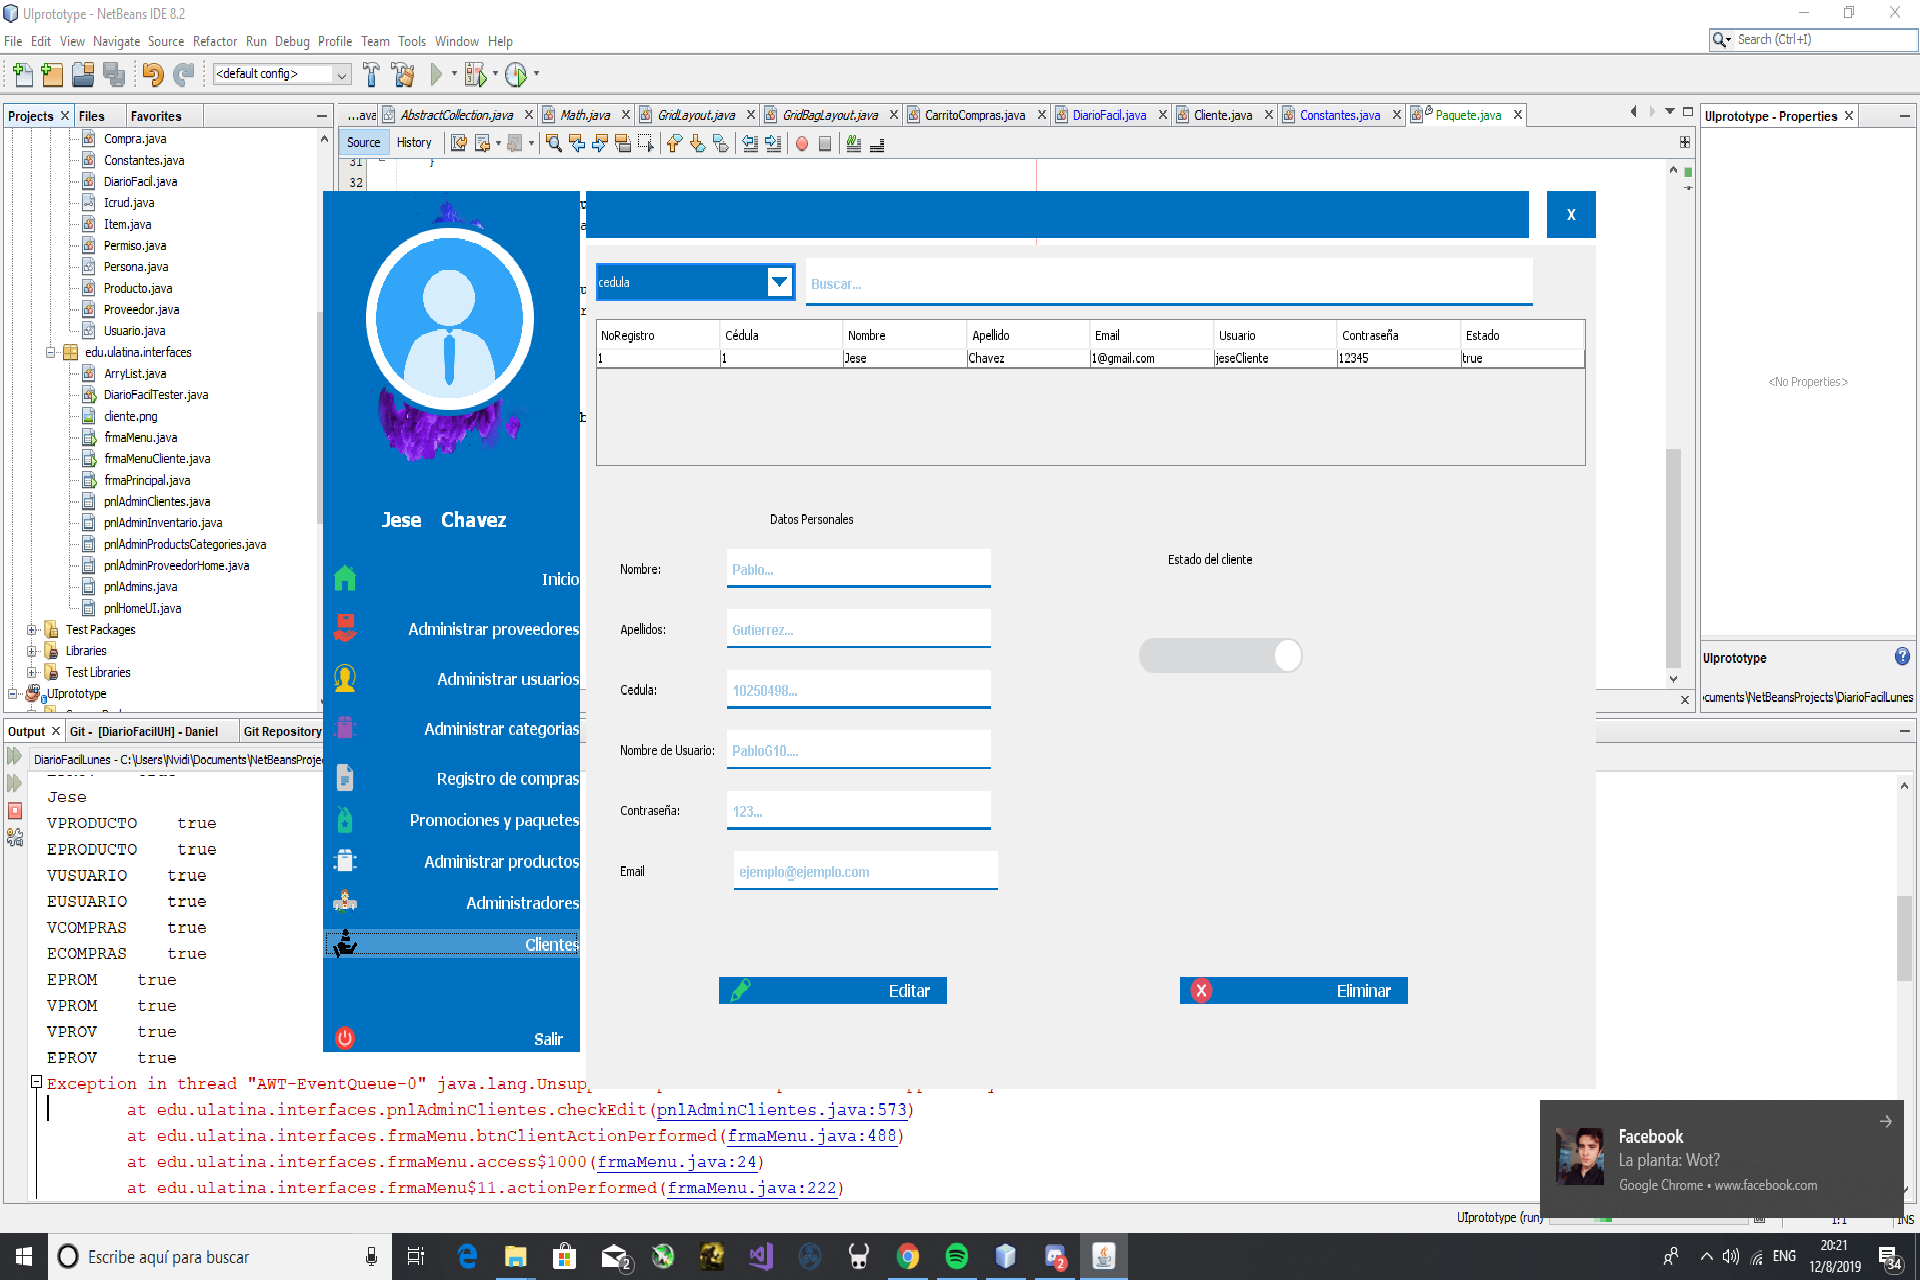 UIprototype - NetBeans IDE 8.2
File Edit View Navigate Source Refactor Run Debug Profile Team Tools Window Help
Search (Ctrl+I)
<default config>
Projects Files Favorites
...ava AbstractCollection.java Math.java GridLayout.java GridBagLayout.java CarritoCompras.java DiarioFacil.java Cliente.java Constantes.java Paquete.java
UIprototype - Properties
Source History
Compra.java
Constantes.java
DiarioFacil.java
Icrud.java
Item.java
Permiso.java
Persona.java
Producto.java
Proveedor.java
Usuario.java
edu.ulatina.interfaces
ArryList.java
DiarioFacilTester.java
cliente.png
frmaMenu.java
frmaMenuCliente.java
frmaPrincipal.java
pnlAdminClientes.java
pnlAdminInventario.java
pnlAdminProductsCategories.java
pnlAdminProveedorHome.java
pnlAdmins.java
pnlHomeUI.java
Test Packages
Libraries
Test Libraries
UIprototype
31 }
32
X
cedula Buscar...
NoRegistro Cédula Nombre Apellido Email Usuario Contraseña Estado
1 1 Jese Chavez 1@gmail.com jeseCliente 12345 true
<No Properties>
Jese Chavez
Inicio
Administrar proveedores
Administrar usuarios
Administrar categorias
Registro de compras
Promociones y paquetes
Administrar productos
Administradores
Clientes
Salir
Datos Personales
Estado del cliente
Nombre: Pablo...
Apellidos: Gutierrez...
Cedula: 10250498...
Nombre de Usuario: PabloG10....
Contraseña: 123...
Email ejemplo@ejemplo.com
Editar Eliminar
UIprototype
cuments\NetBeansProjects\DiarioFacilLunes
Output Git - [DiarioFacilUH] - Daniel Git Repository
DiarioFacilLunes - C:\Users\Nvidi\Documents\NetBeansProje
Jese
VPRODUCTO true
EPRODUCTO true
VUSUARIO true
EUSUARIO true
VCOMPRAS true
ECOMPRAS true
EPROM true
VPROM true
VPROV true
EPROV true
Exception in thread "AWT-EventQueue-0" java.lang.Unsupp
at edu.ulatina.interfaces.pnlAdminClientes.checkEdit(pnlAdminClientes.java:573)
at edu.ulatina.interfaces.frmaMenu.btnClientActionPerformed(frmaMenu.java:488)
at edu.ulatina.interfaces.frmaMenu.access$1000(frmaMenu.java:24)
at edu.ulatina.interfaces.frmaMenu$11.actionPerformed(frmaMenu.java:222)
Facebook
La planta: Wot?
Google Chrome • www.facebook.com
UIprototype (run) 1:1 INS
Escribe aquí para buscar
2
2
ENG
20:21
12/8/2019
34